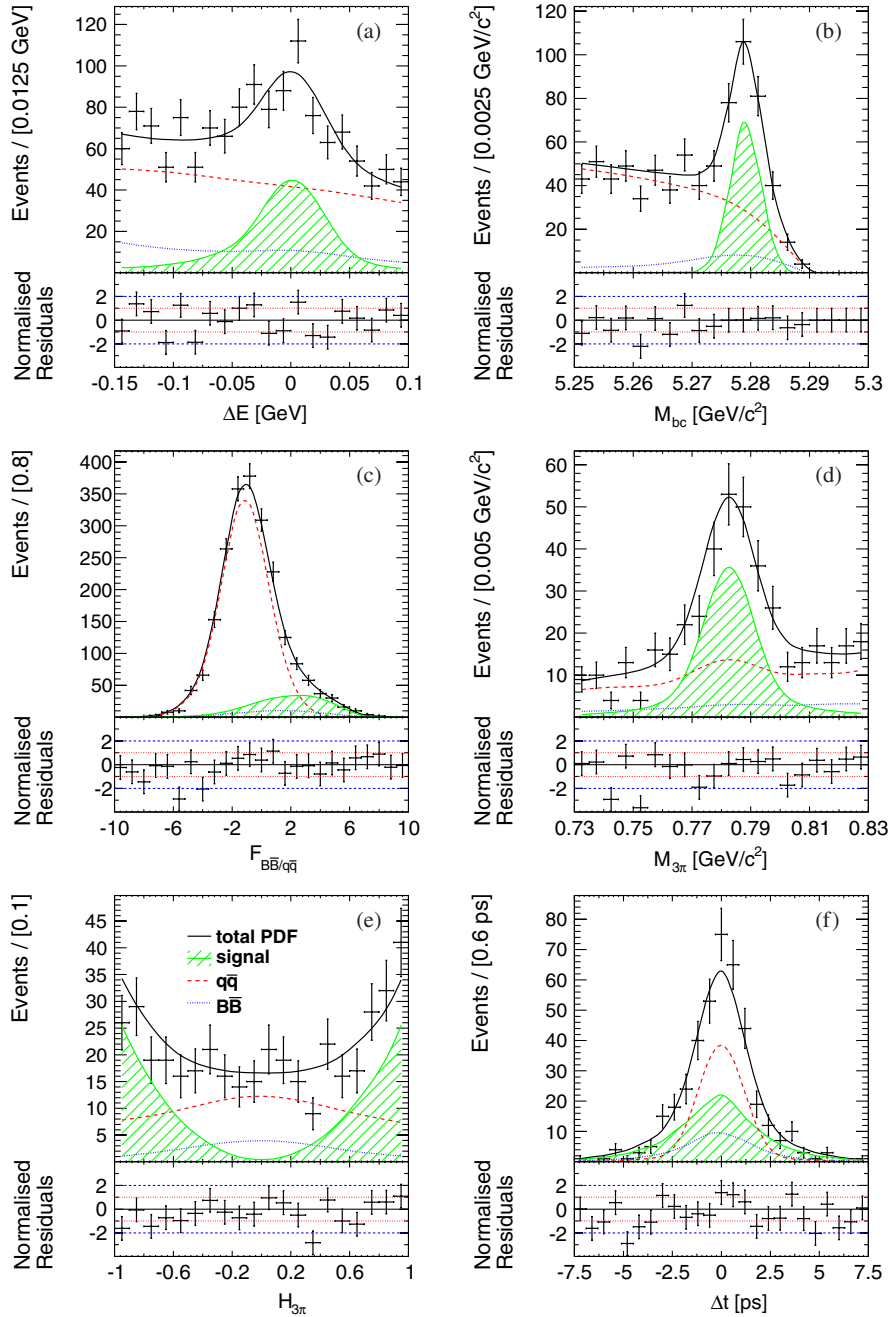 Events / [0.0125 GeV]
120
100
80
60
40
20
(a)
Normalised
Residuals
2
0
-2
-0.15 -0.1 -0.05 0 0.05 0.1
ΔE [GeV]
Events / [0.0025 GeV/c²]
120
100
80
60
40
20
(b)
Normalised
Residuals
2
0
-2
5.25 5.26 5.27 5.28 5.29 5.3
M_bc [GeV/c²]
Events / [0.8]
400
350
300
250
200
150
100
50
(c)
Normalised
Residuals
2
0
-2
-10 -6 -2 2 6 10
F_BB̅/qq̅
Events / [0.005 GeV/c²]
60
50
40
30
20
10
(d)
Normalised
Residuals
2
0
-2
0.73 0.75 0.77 0.79 0.81 0.83
M_3π [GeV/c²]
Events / [0.1]
45
40
35
30
25
20
15
10
5
(e)
total PDF
signal
qq̅
BB̅
Normalised
Residuals
2
0
-2
-1 -0.6 -0.2 0.2 0.6 1
H_3π
Events / [0.6 ps]
80
70
60
50
40
30
20
10
(f)
Normalised
Residuals
2
0
-2
-7.5 -5 -2.5 0 2.5 5 7.5
Δt [ps]